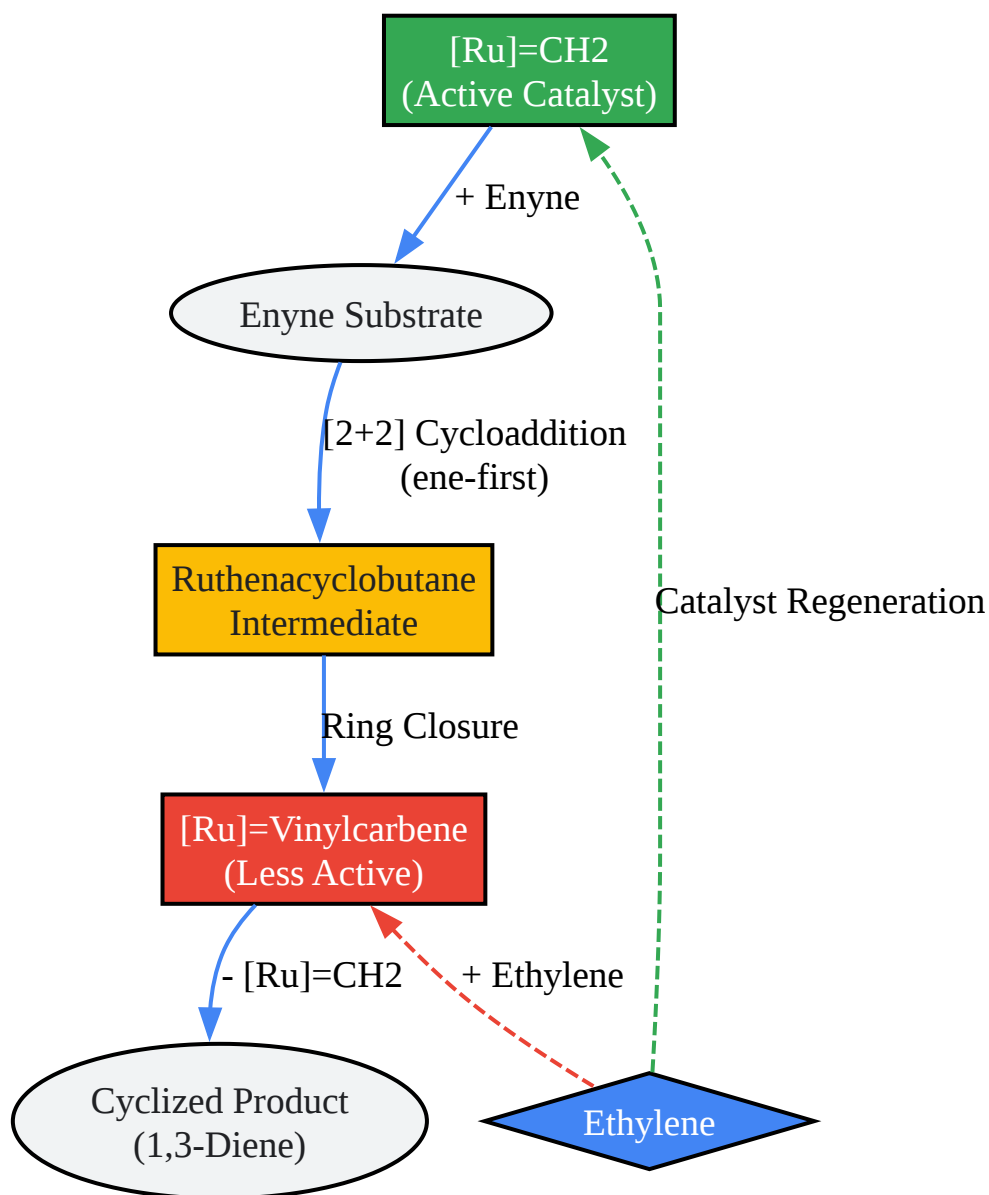 [Ru]=CH2
(Active Catalyst)
+ Enyne
Enyne Substrate
[2+2] Cycloaddition
(ene-first)
Ruthenacyclobutane
Intermediate
Catalyst Regeneration
Ring Closure
[Ru]=Vinylcarbene
(Less Active)
- [Ru]=CH2
+ Ethylene
Cyclized Product
(1,3-Diene)
Ethylene